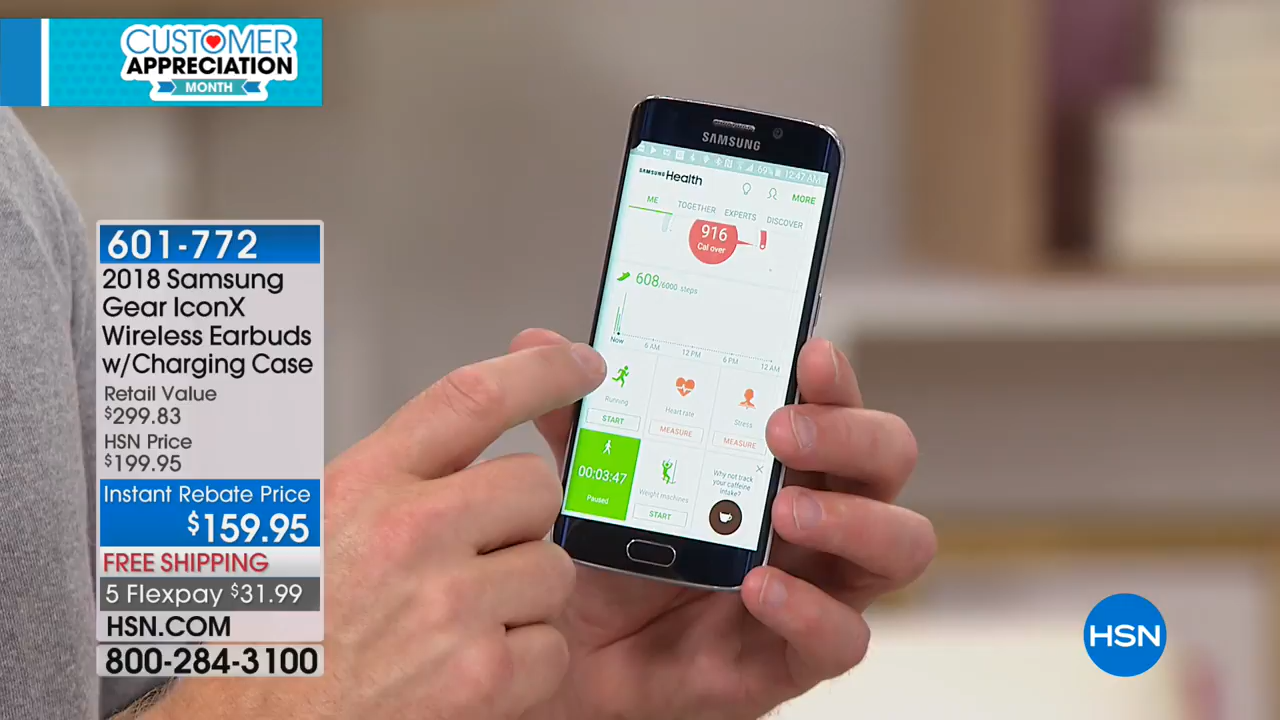 CUSTOMER
APPRECIATION
MONTH
601-772
2018 Samsung
Gear IconX
Wireless Earbuds
w/Charging Case
Retail Value
$299.83
HSN Price
$199.95
Instant Rebate Price
$159.95
FREE SHIPPING
5 Flexpay $31.99
HSN.COM
800-284-3100
SAMSUNG
69% 12:47 AM
SAMSUNG Health
MORE
ME TOGETHER EXPERTS DISCOVER
916
Cal over
608/6000 steps
Now 6 AM 12 PM 6 PM 12 AM
Running Heart rate Stress
START MEASURE MEASURE
00:03:47
Paused
Weight machines
START
Why not track
your caffeine
intake?
HSN